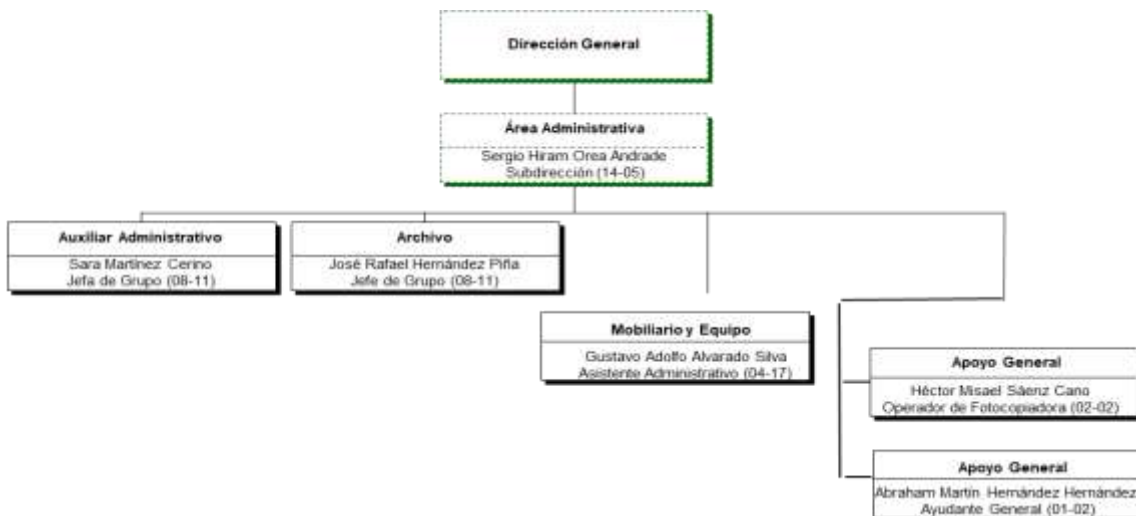 Dirección General
Área Administrativa
Sergio Hiram Orea Andrade
Subdirección (14-05)
Auxiliar Administrativo
Sara Martínez Cerino
Jefa de Grupo (08-11)
Archivo
José Rafael Hernández Piña
Jefe de Grupo (08-11)
Mobiliario y Equipo
Gustavo Adolfo Alvarado Silva
Asistente Administrativo (04-17)
Apoyo General
Héctor Misael Sáenz Cano
Operador de Fotocopiadora (02-02)
Apoyo General
Abraham Martín Hernández Hernández
Ayudante General (01-02)